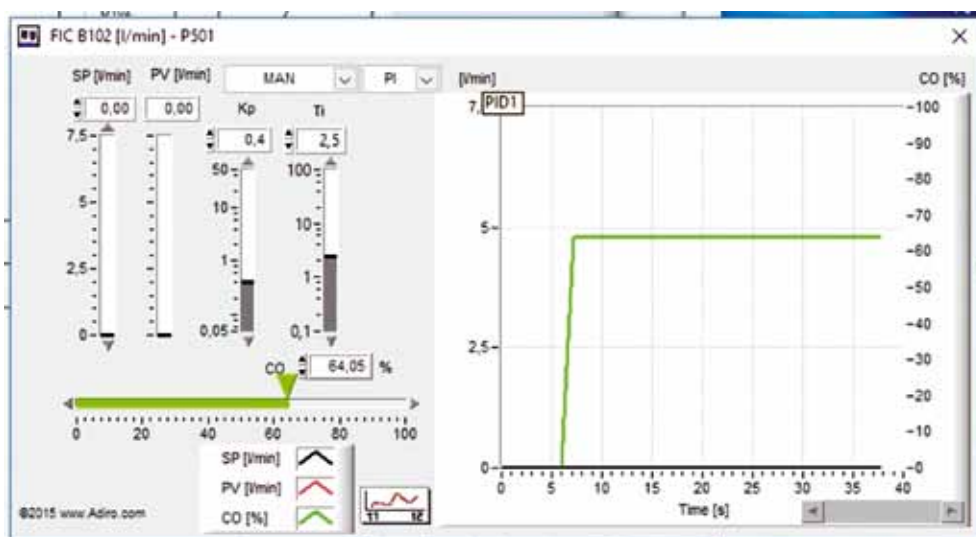 FIC B102 [l/min] - P501
SP [l/min] PV [l/min] MAN PI [l/min] CO [%]
0,00 0,00 Kp Ti 7, PID1 100
0,4 2,5
7,5 50 100 90
80
5 10 10 70
5 60
1 1 50
2,5 40
0 0,05 0,1 2,5 30
CO 64,05 % 20
0 20 40 60 80 100 10
SP [l/min] 0 0
PV [l/min] 0 5 10 15 20 25 30 35 40
CO [%] Time [s]
©2015 www.Adiro.com